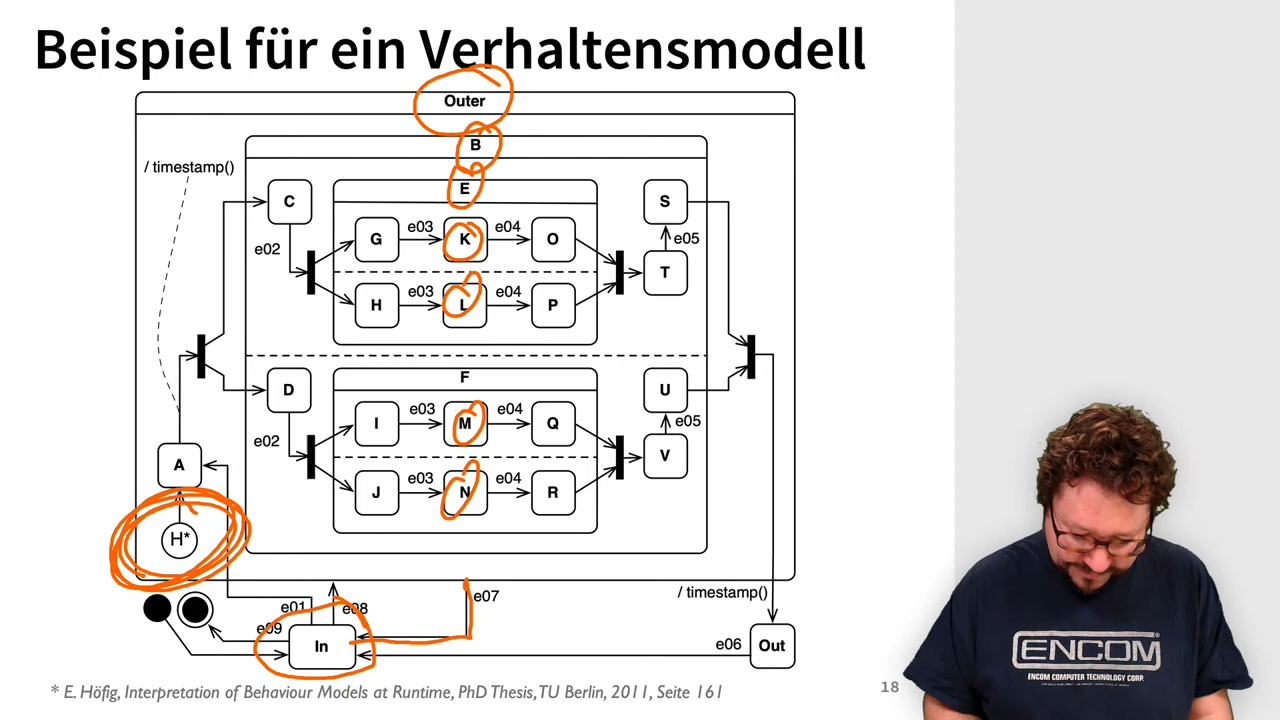 Beispiel für ein Verhaltensmodell
Outer
B
/ timestamp()
E
C
S
G
e03
K
e04
O
e02
e05
T
H
e03
L
e04
P
F
D
U
I
e03
M
e04
Q
e02
e05
V
A
J
e03
N
e04
R
H*
e01
e08
e07
/ timestamp()
e09
In
e06
Out
* E. Höfig, Interpretation of Behaviour Models at Runtime, PhD Thesis, TU Berlin, 2011, Seite 161
18
ENCOM
ENCOM COMPUTER TECHNOLOGY CORP.